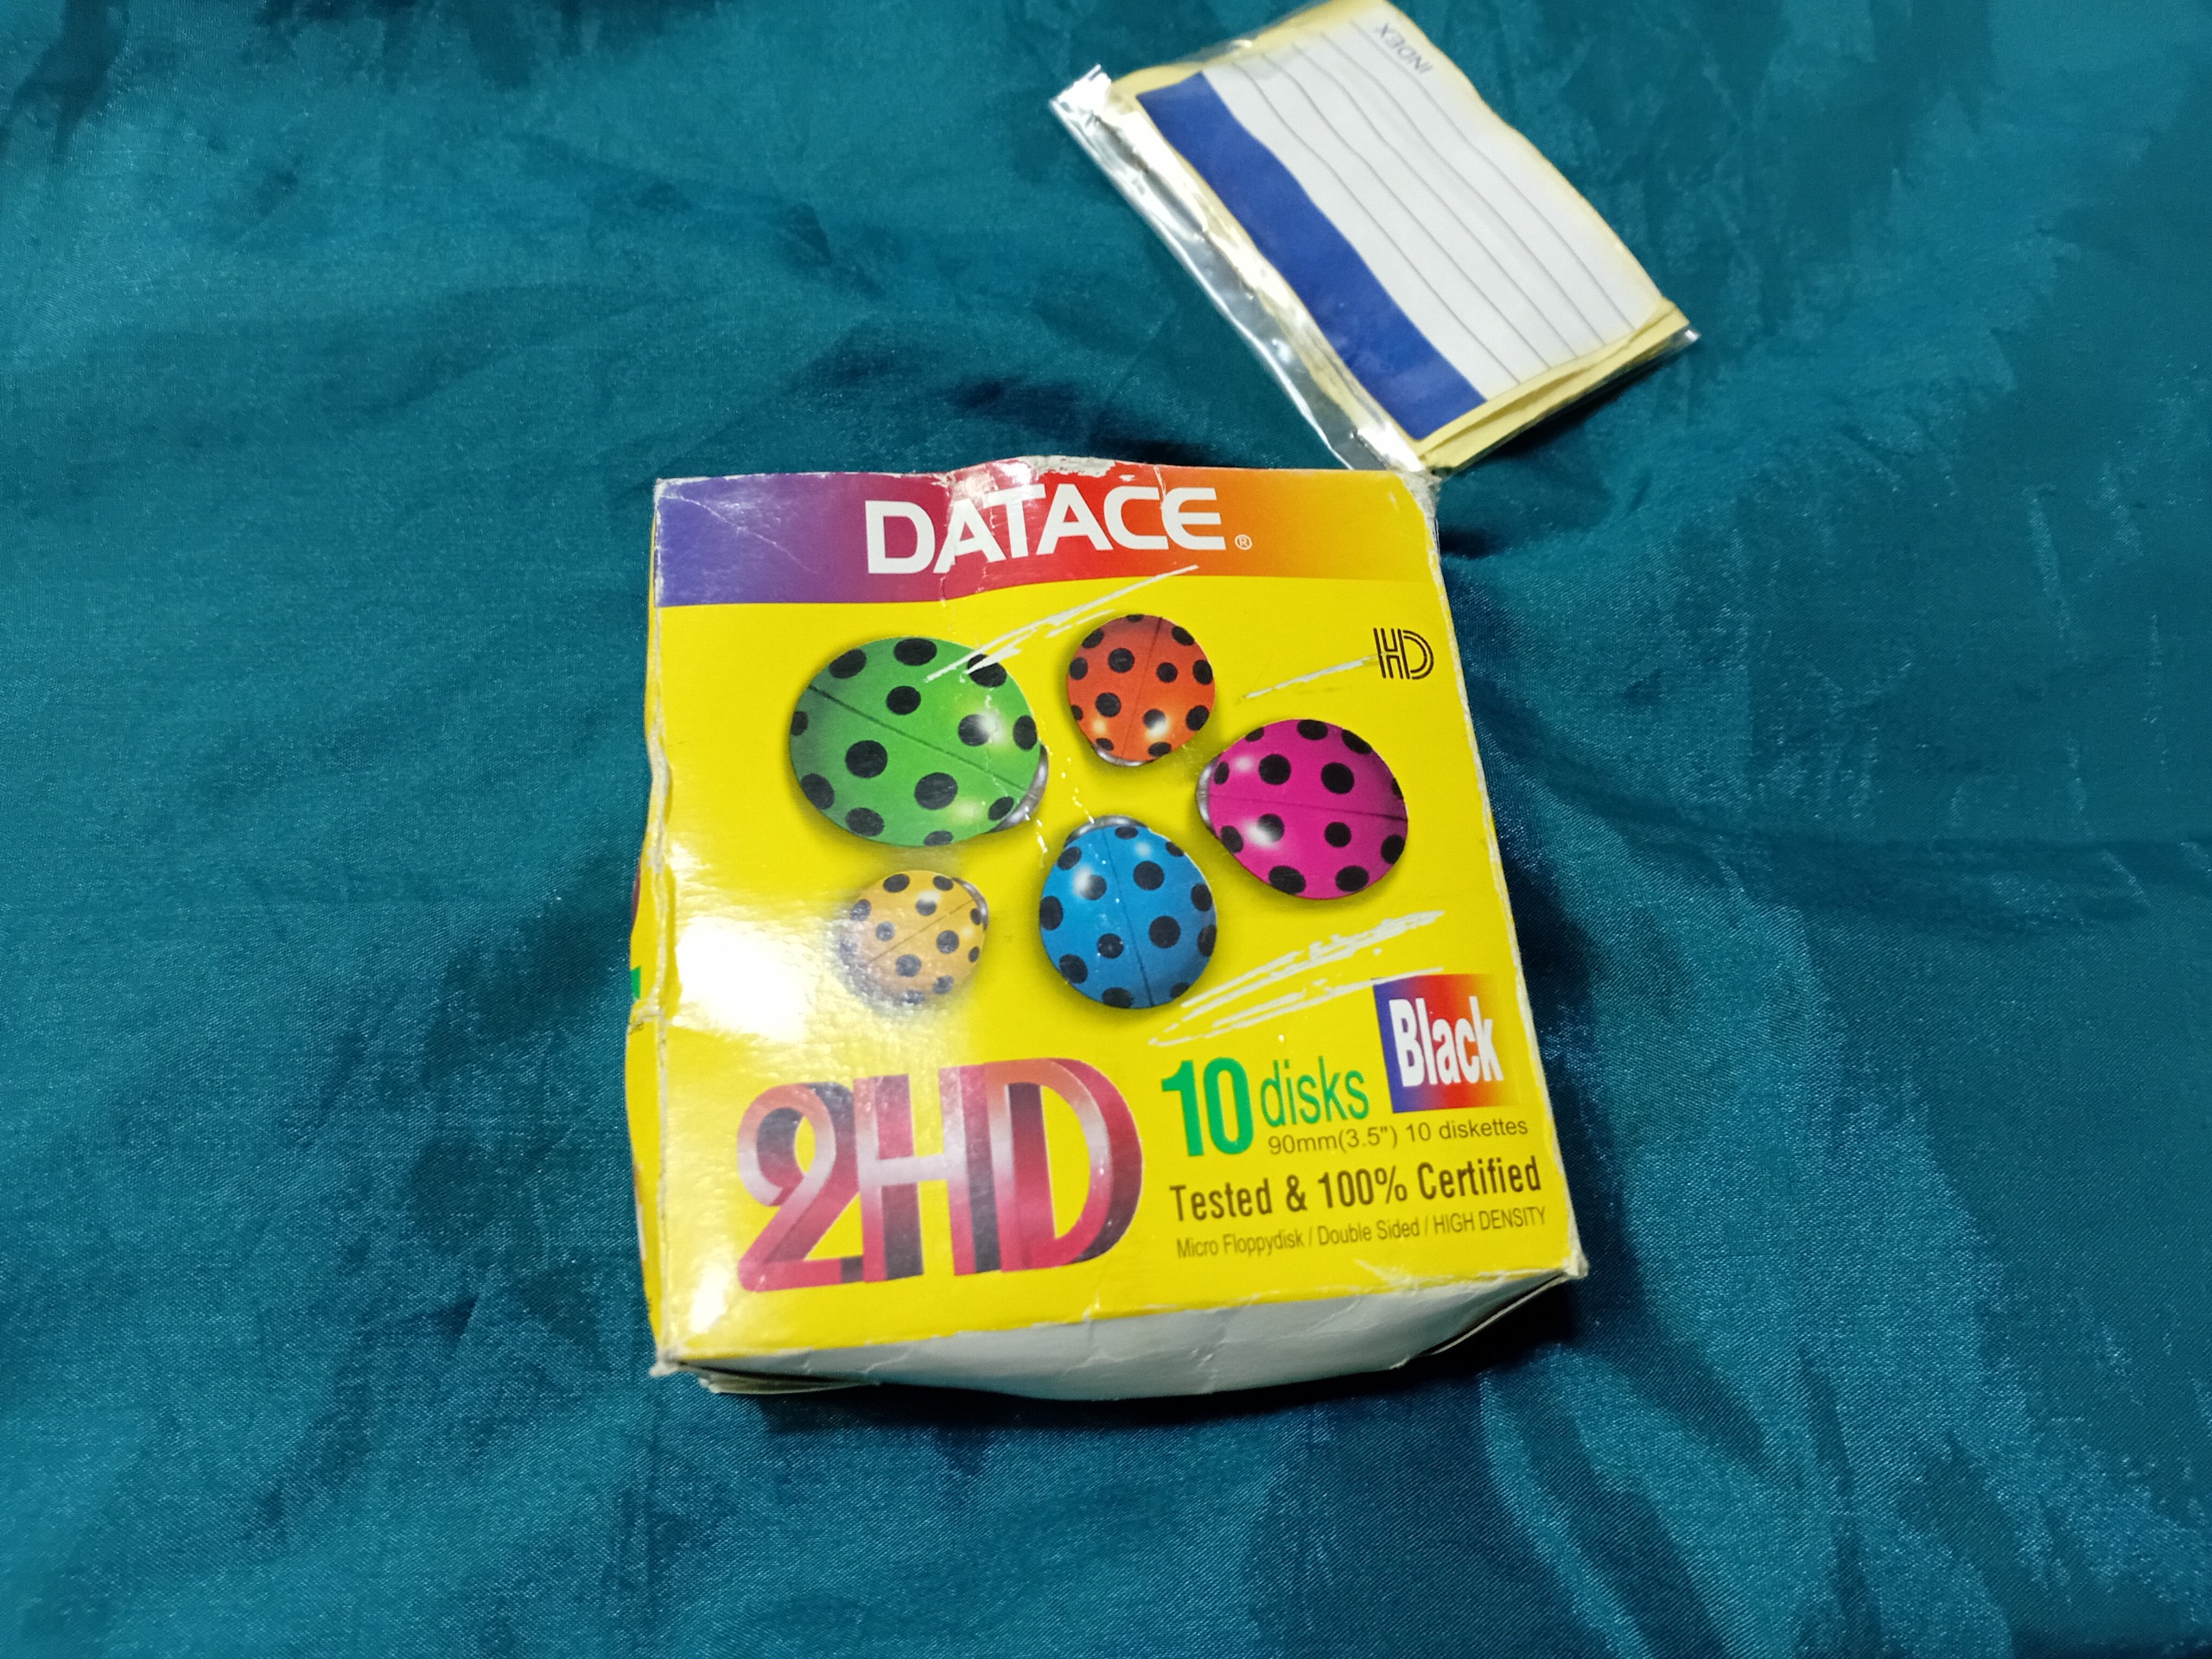 INDEX
DATACE®
HD
Black
10 disks
90mm(3.5") 10 diskettes
2HD
Tested & 100% Certified
Micro Floppydisk / Double Sided / HIGH DENSITY